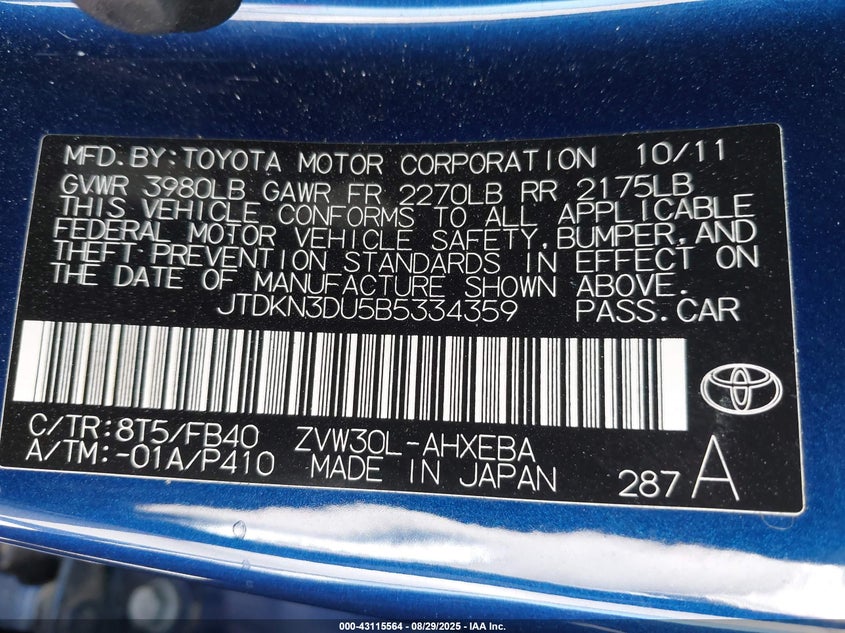 MFD.BY:TOYOTA MOTOR CORPORATION 10/11
GVWR 3980LB GAWR FR 2270LB RR 2175LB
THIS VEHICLE CONFORMS TO ALL APPLICABLE
FEDERAL MOTOR VEHICLE SAFETY,BUMPER,AND
THEFT PREVENTION STANDARDS IN EFFECT ON
THE DATE OF MANUFACTURE SHOWN ABOVE.
JTDKN3DU5B5334359 PASS.CAR
C/TR:8T5/FB40 ZVW30L-AHXEBA
A/TM:-01A/P410 MADE IN JAPAN 287 A
000-43115564 | 08/29/2025 - IAA Inc.